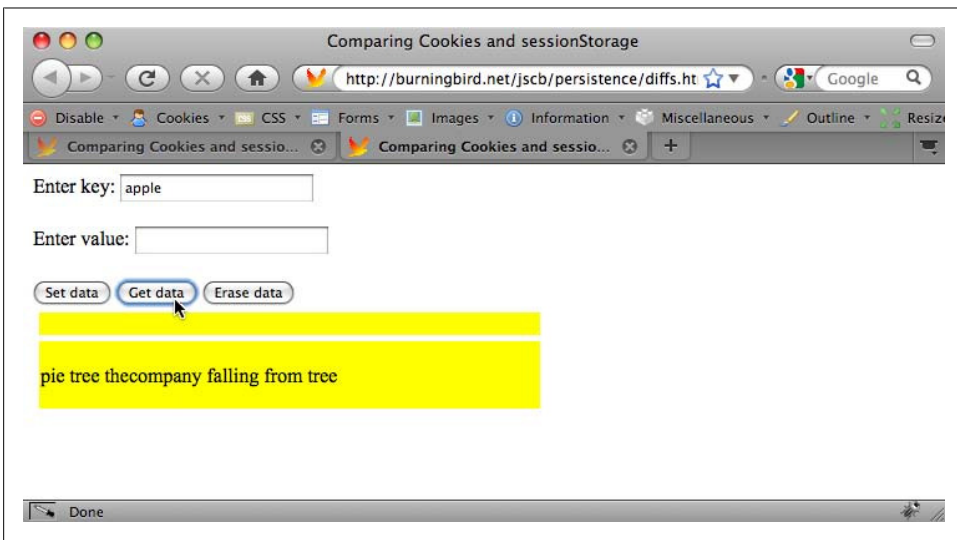 Comparing Cookies and sessionStorage
http://burningbird.net/jscb/persistence/diffs.ht
Google
Disable Cookies CSS Forms Images Information Miscellaneous Outline Resize
Comparing Cookies and sessio... Comparing Cookies and sessio... +
Enter key: apple
Enter value:
Set data Get data Erase data
pie tree thecompany falling from tree
Done